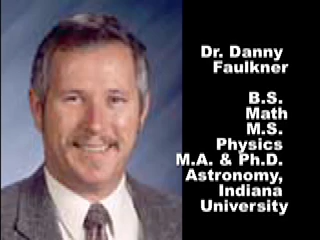 Dr. Danny
Faulkner
B.S.
Math
M.S.
Physics
M.A. & Ph.D.
Astronomy,
Indiana
University